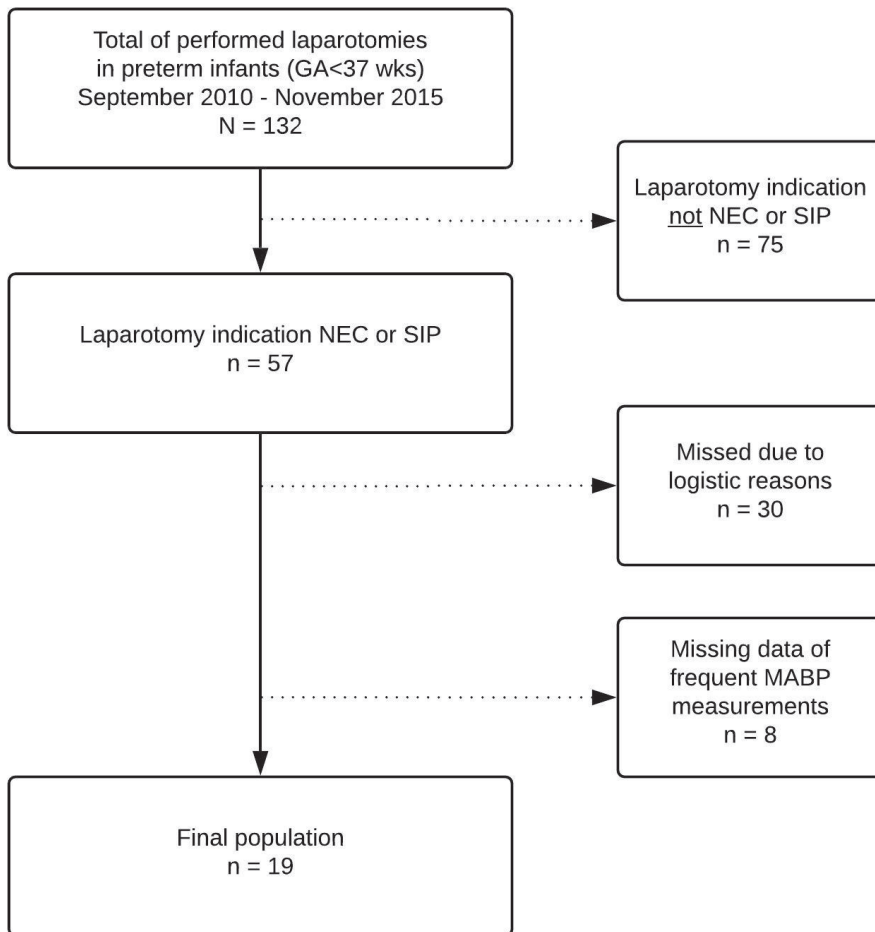 Total of performed laparotomies
in preterm infants (GA<37 wks)
September 2010 - November 2015
N = 132
Laparotomy indication
not NEC or SIP
n = 75
Laparotomy indication NEC or SIP
n = 57
Missed due to
logistic reasons
n = 30
Missing data of
frequent MABP
measurements
n = 8
Final population
n = 19